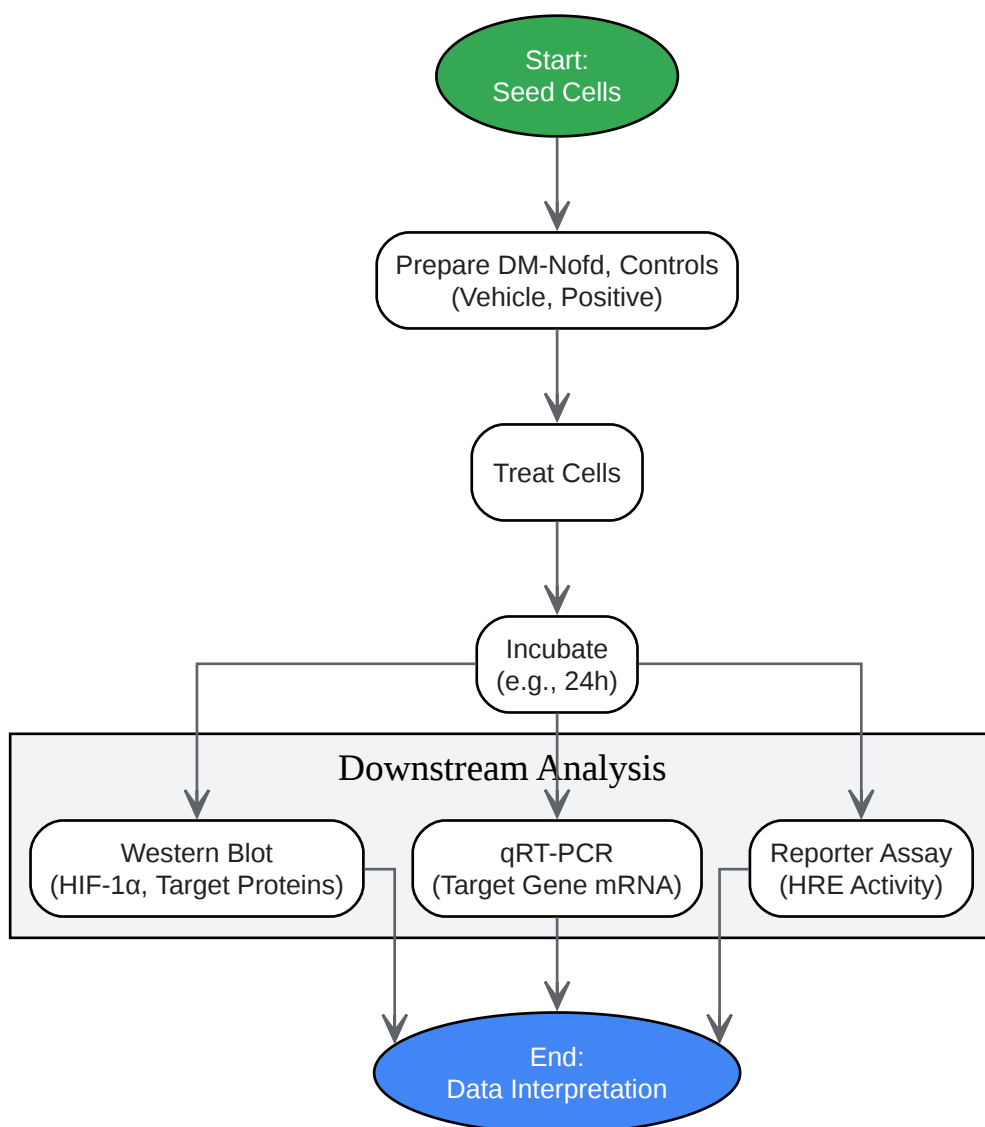 Start:
Seed Cells
Prepare DM-Nofd, Controls
(Vehicle, Positive)
Treat Cells
Incubate
(e.g., 24h)
Downstream Analysis
Western Blot
(HIF-1α, Target Proteins)
qRT-PCR
(Target Gene mRNA)
Reporter Assay
(HRE Activity)
End:
Data Interpretation